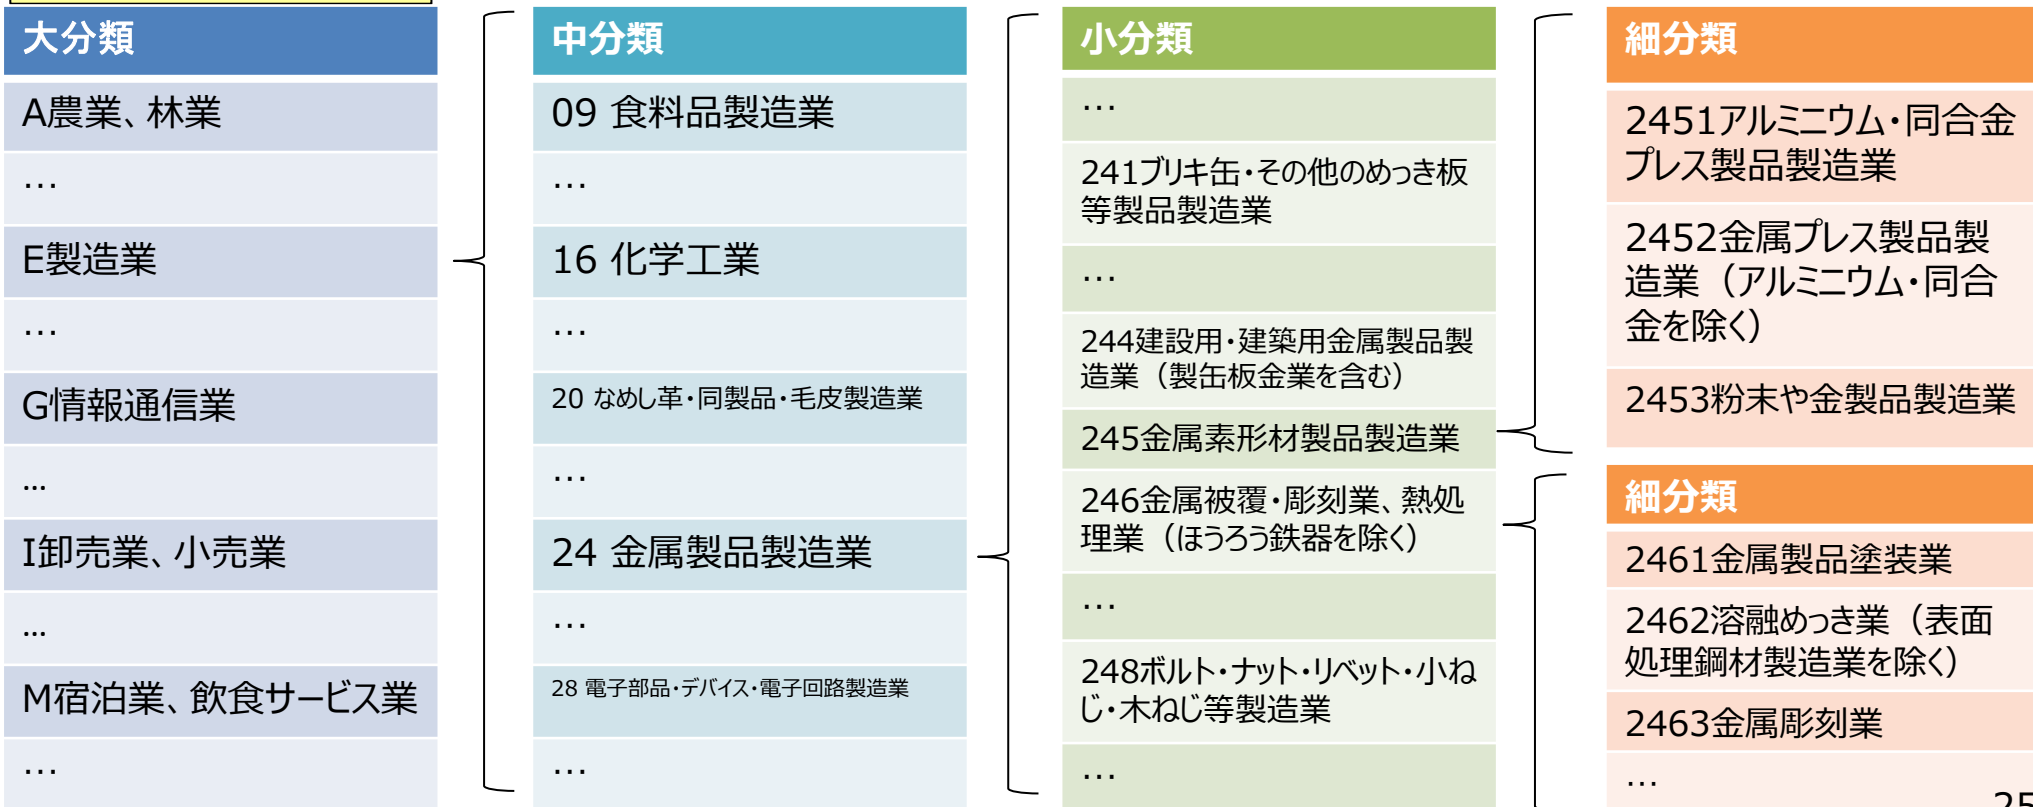 大分類
A農業、林業
…
E製造業
…
G情報通信業
...
I卸売業、小売業
...
M宿泊業、飲食サービス業
…
中分類
09 食料品製造業
…
16 化学工業
…
20 なめし革・同製品・毛皮製造業
…
24 金属製品製造業
…
28 電子部品・デバイス・電子回路製造業
…
小分類
…
241ブリキ缶・その他のめっき板
等製品製造業
…
244建設用・建築用金属製品製
造業（製缶板金業を含む）
245金属素形材製品製造業
246金属被覆・彫刻業、熱処
理業（ほうろう鉄器を除く）
…
248ボルト・ナット・リベット・小ね
じ・木ねじ等製造業
…
細分類
2451アルミニウム・同合金
プレス製品製造業
2452金属プレス製品製
造業（アルミニウム・同合
金を除く）
2453粉末や金製品製造業
細分類
2461金属製品塗装業
2462溶融めっき業（表面
処理鋼材製造業を除く）
2463金属彫刻業
…